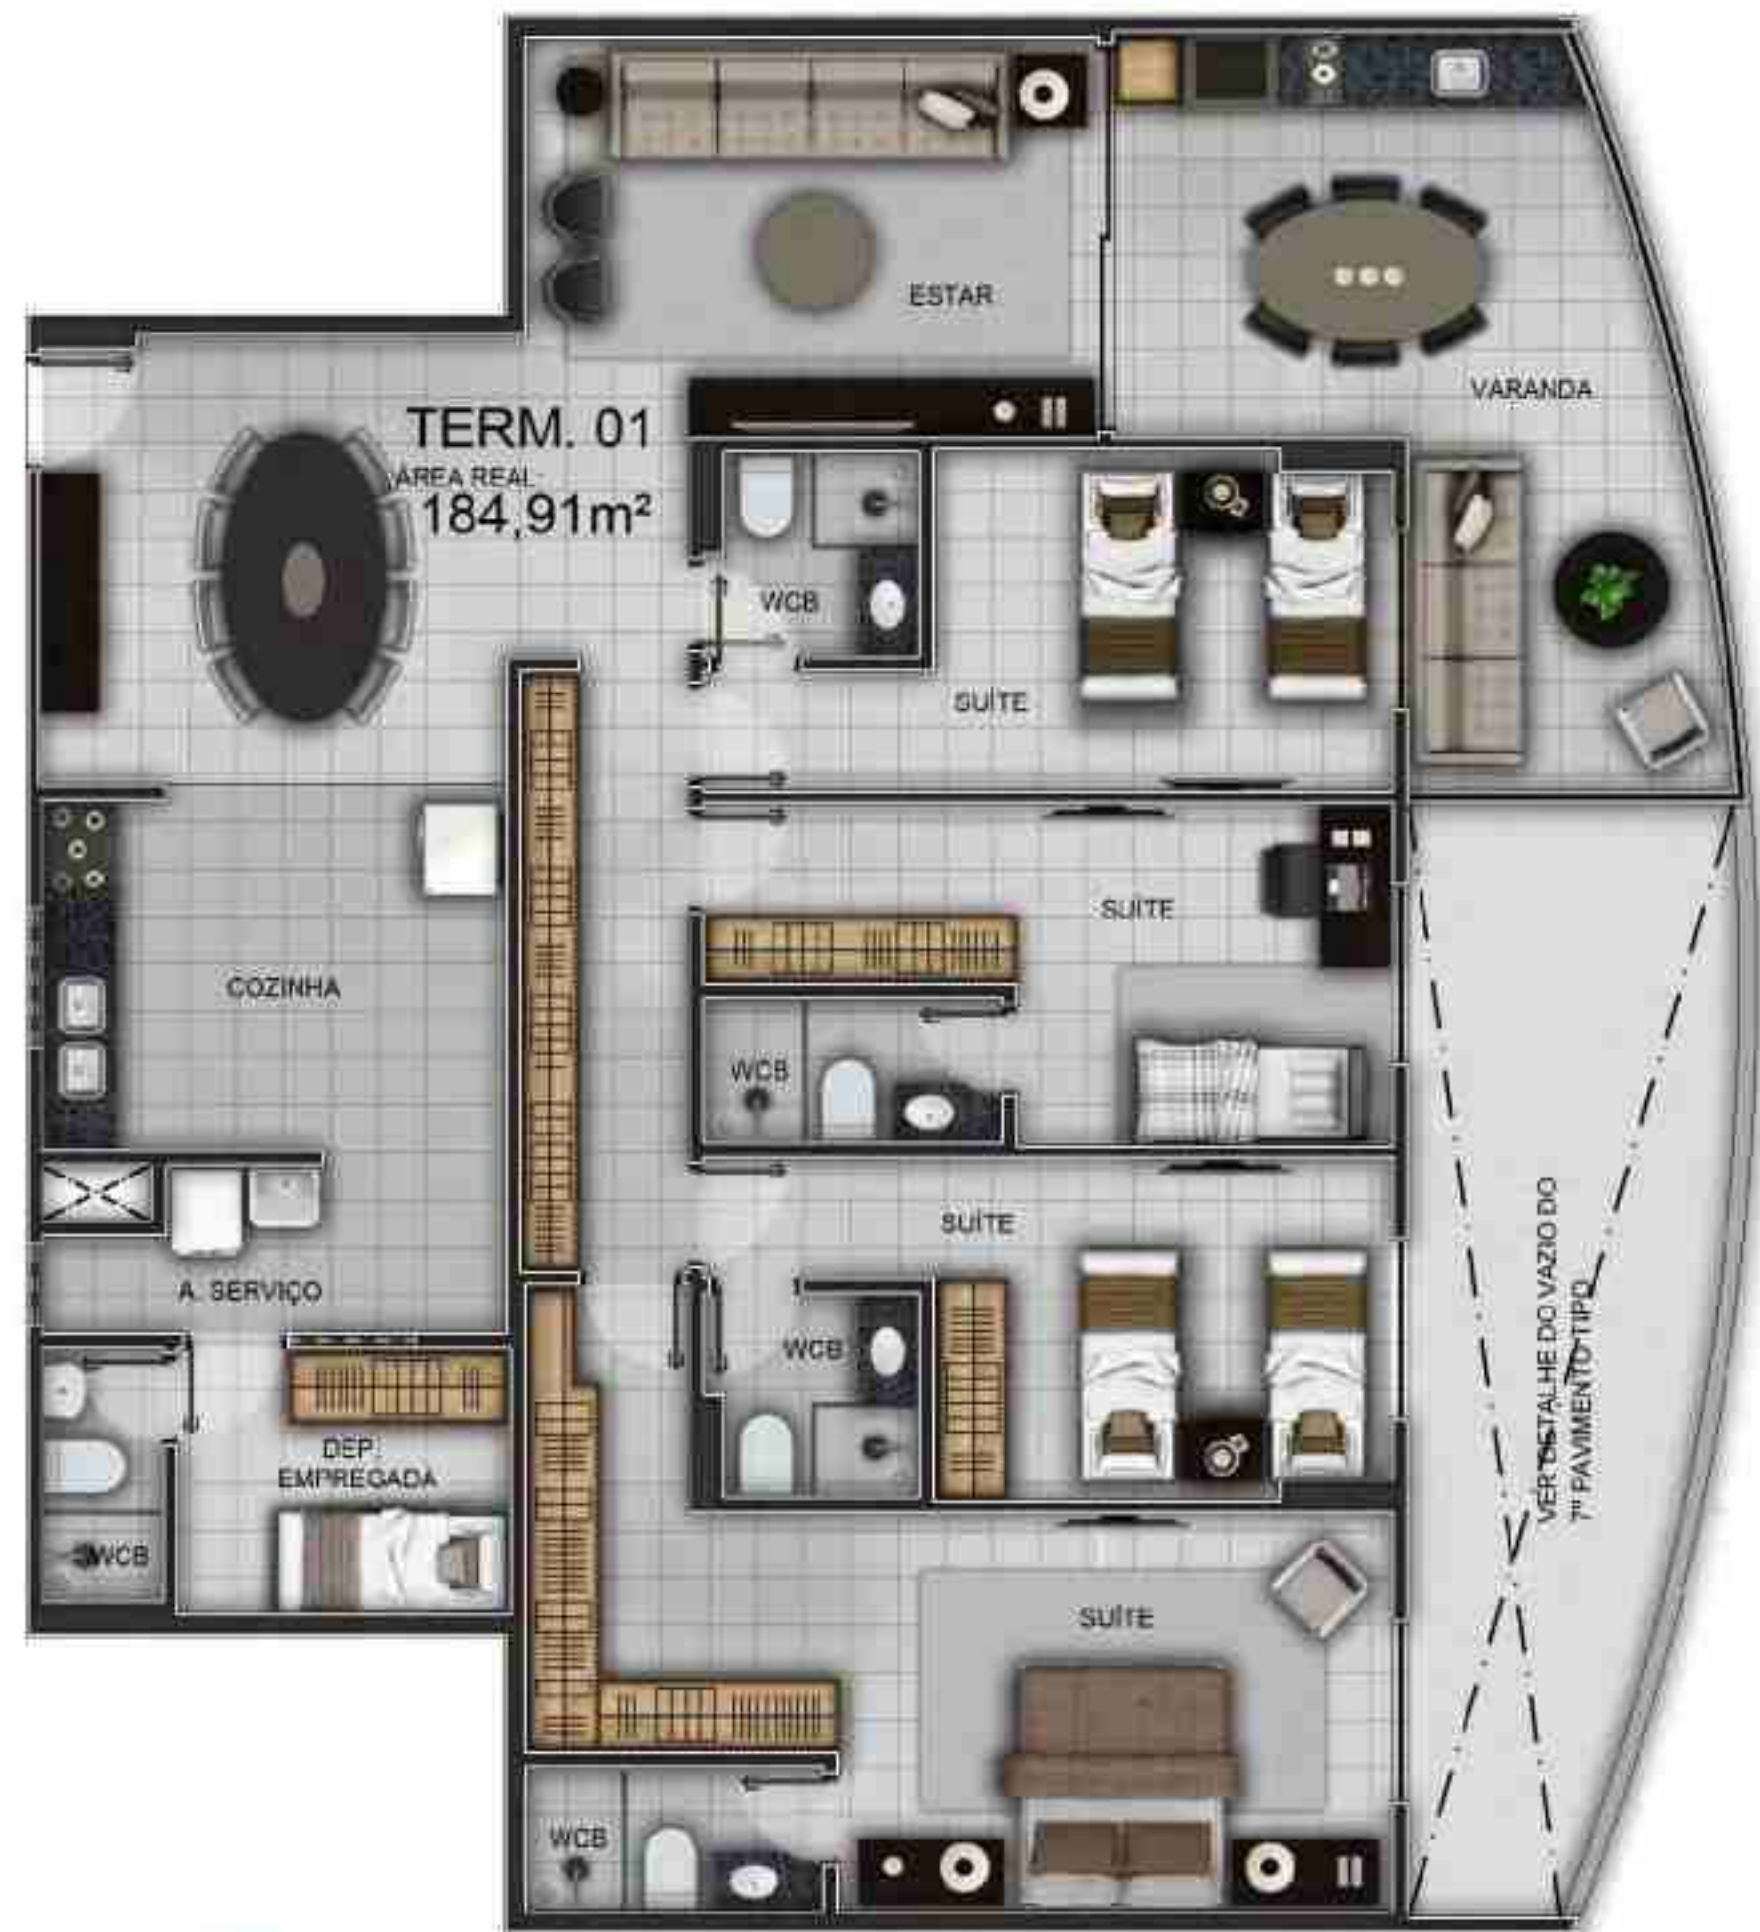 ESTAR
VARANDA
TERM. 01
ÁREA REAL
184,91m²
WCB
SUÍTE
SUÍTE
COZINHA
WCB
SUÍTE
A. SERVIÇO
WCB
VER DETALHE DO VAZIO DO
7º PAVIMENTO TIPO
DEP.
EMPREGADA
WCB
SUÍTE
WCB